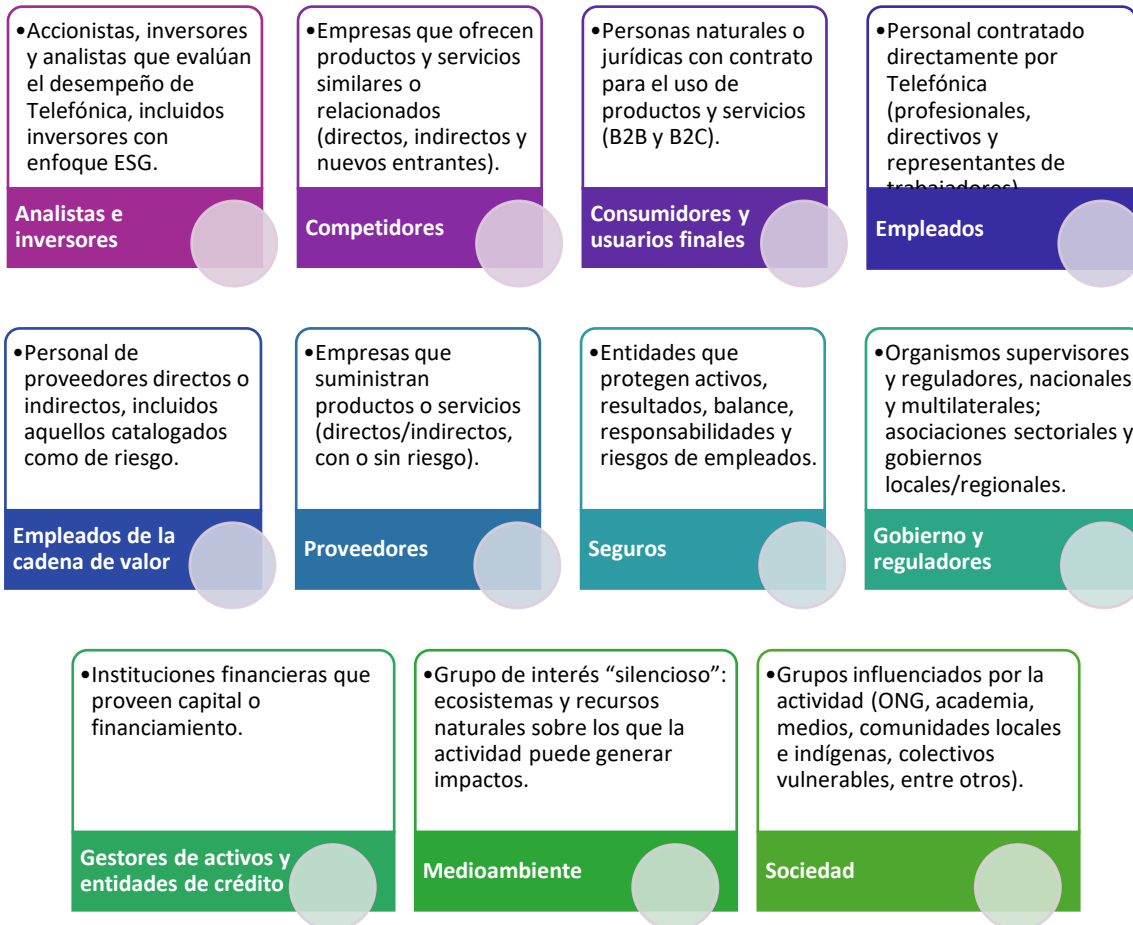 •Accionistas, inversores
y analistas que evalúan
el desempeño de
Telefónica, incluidos
inversores con
enfoque ESG.
Analistas e
inversores
•Empresas que ofrecen
productos y servicios
similares o
relacionados
(directos, indirectos y
nuevos entrantes).
Competidores
•Personas naturales o
jurídicas con contrato
para el uso de
productos y servicios
(B2B y B2C).
Consumidores y
usuarios finales
•Personal contratado
directamente por
Telefónica
(profesionales,
directivos y
representantes de
trabajadores)
Empleados
•Personal de
proveedores directos o
indirectos, incluidos
aquellos catalogados
como de riesgo.
Empleados de la
cadena de valor
•Empresas que
suministran
productos o servicios
(directos/indirectos,
con o sin riesgo).
Proveedores
•Entidades que
protegen activos,
resultados, balance,
responsabilidades y
riesgos de empleados.
Seguros
•Organismos supervisores
y reguladores, nacionales
y multilaterales;
asociaciones sectoriales y
gobiernos
locales/regionales.
Gobierno y
reguladores
•Instituciones financieras que
proveen capital o
financiamiento.
Gestores de activos y
entidades de crédito
•Grupo de interés “silencioso”:
ecosistemas y recursos
naturales sobre los que la
actividad puede generar
impactos.
Medioambiente
•Grupos influenciados por la
actividad (ONG, academia,
medios, comunidades locales
e indígenas, colectivos
vulnerables, entre otros).
Sociedad